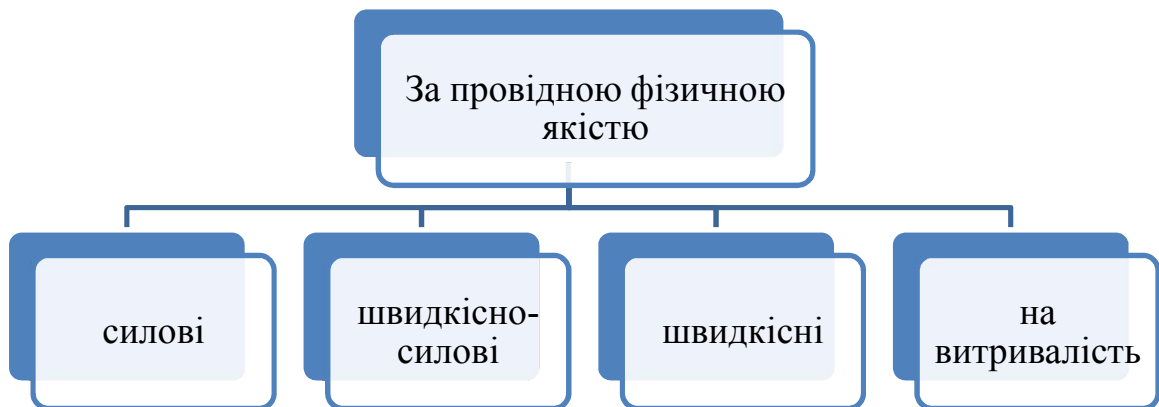 За провідною фізичною
якістю
силові
швидкісно-
силові
швидкісні
на
витривалість